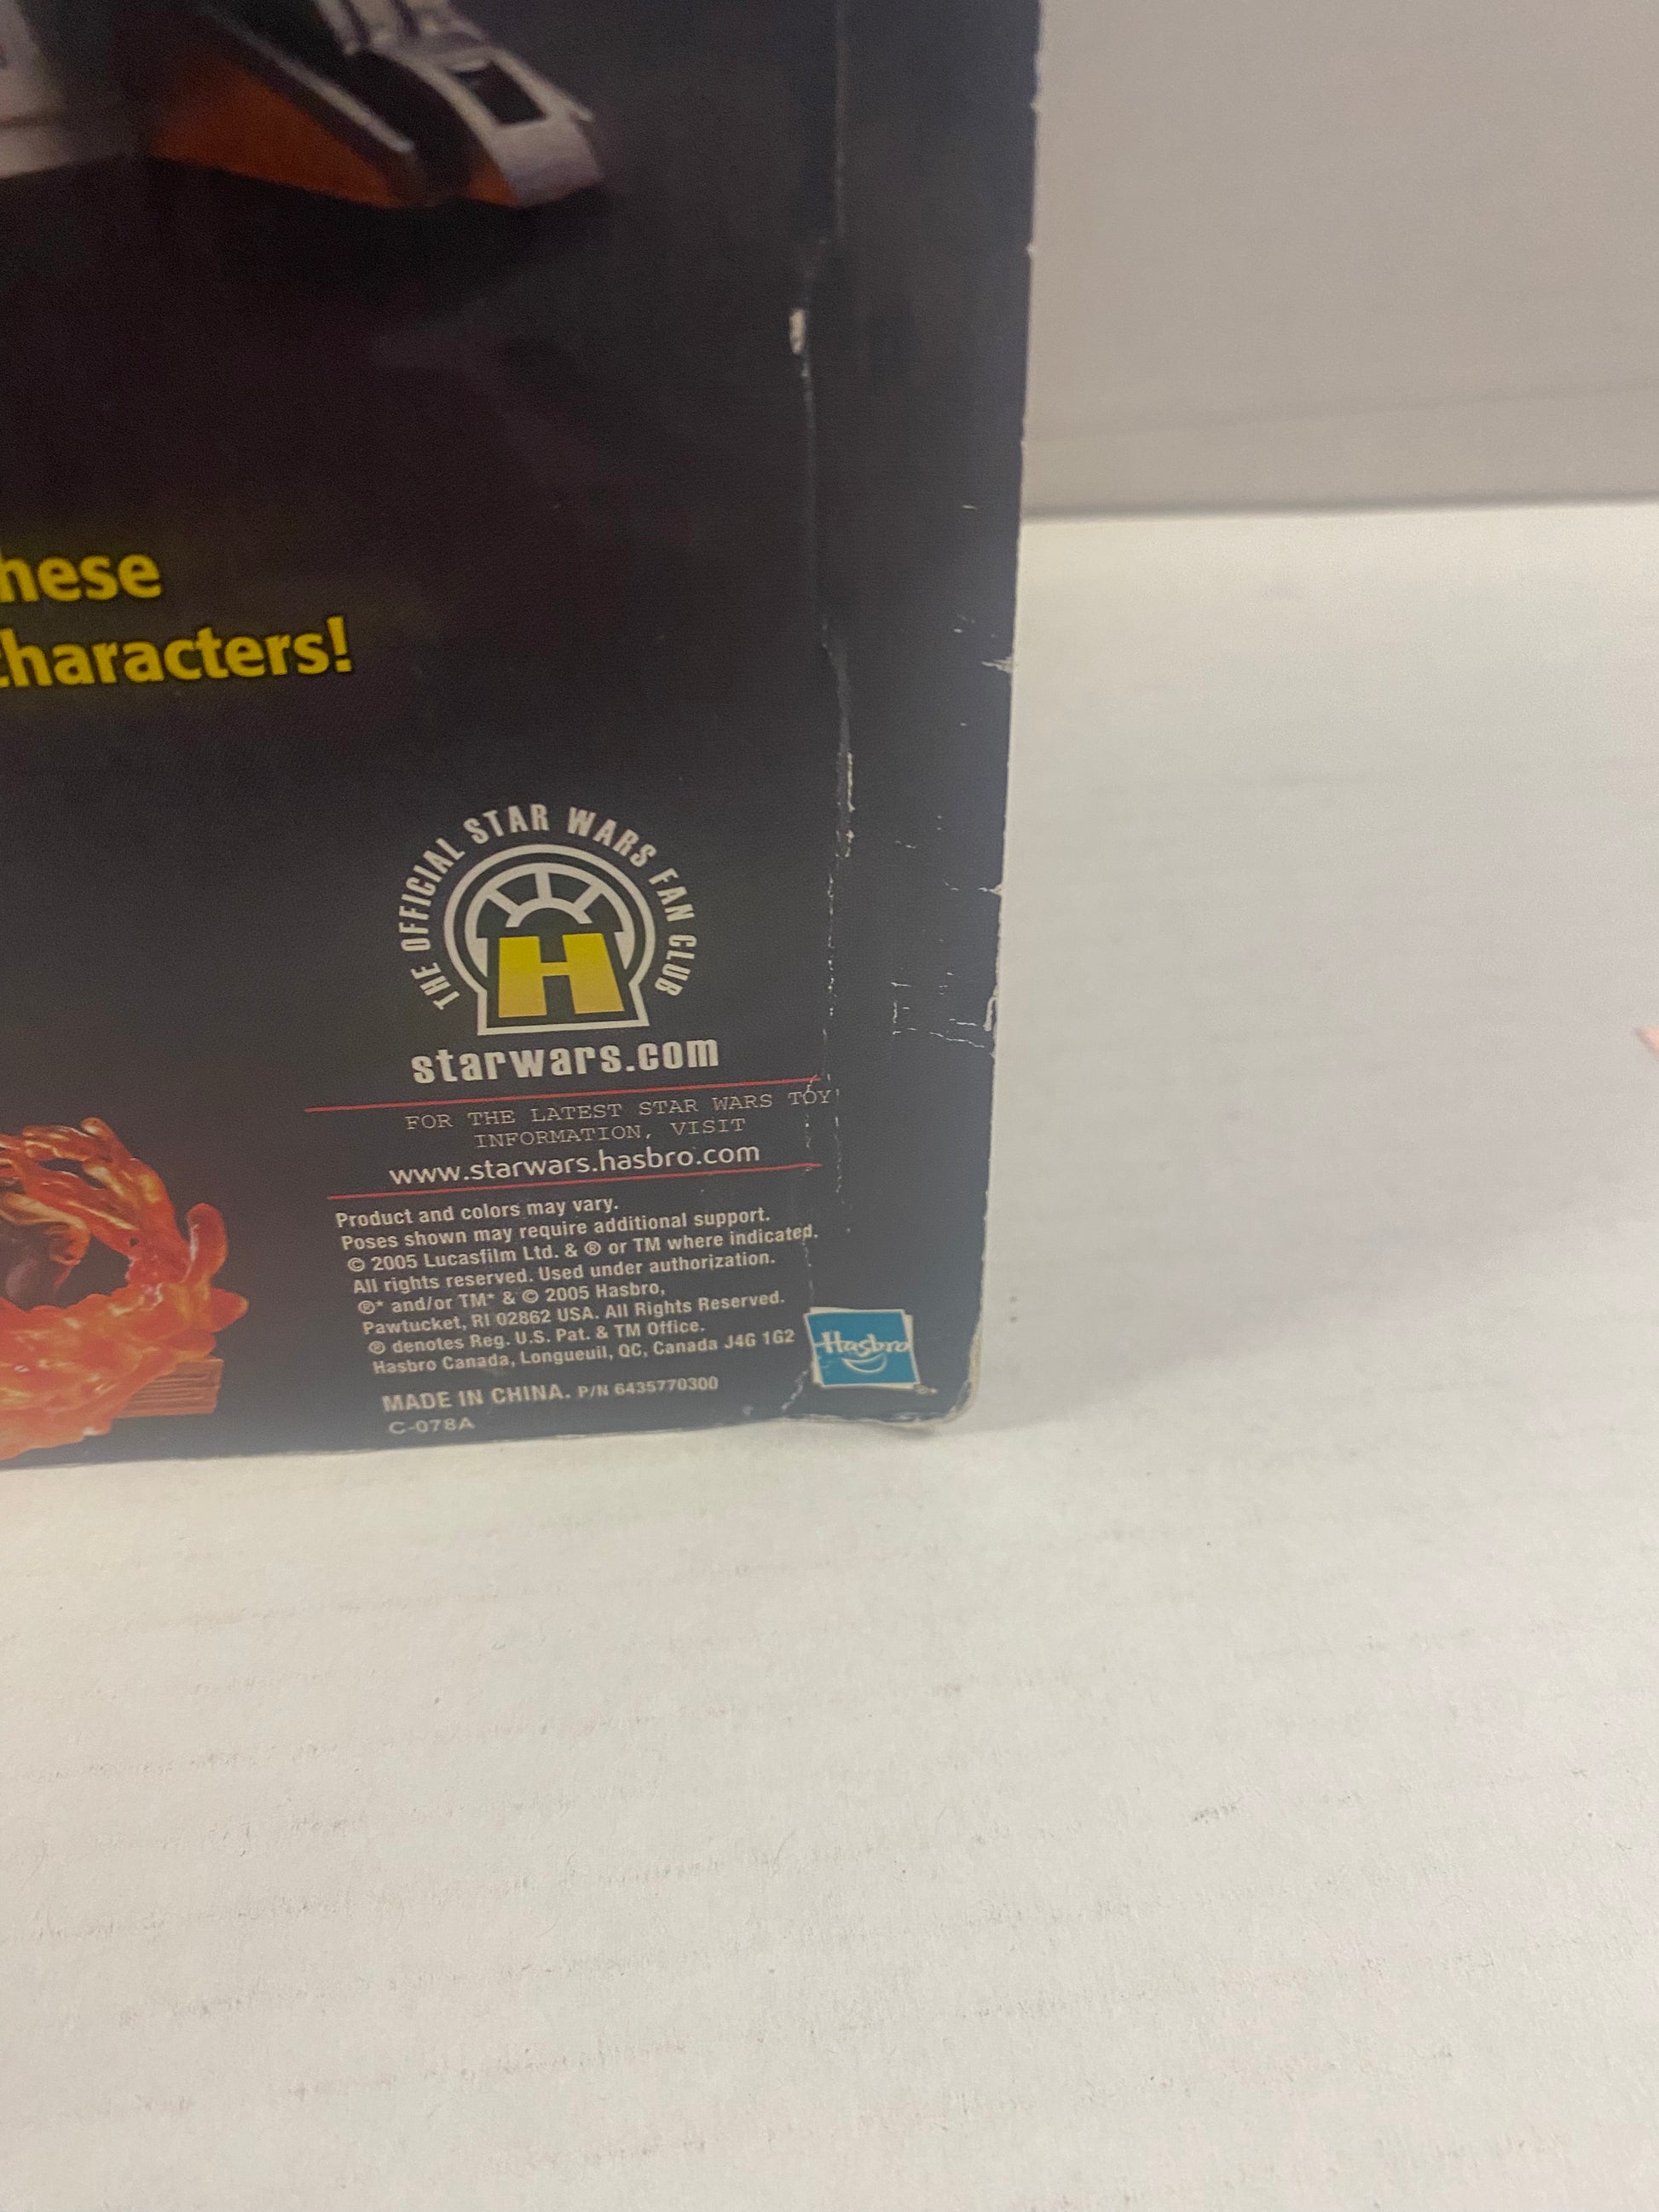 hese
characters!
THE OFFICIAL STAR WARS FAN CLUB
H
starwars.com
FOR THE LATEST STAR WARS TOY
INFORMATION, VISIT
www.starwars.hasbro.com
Product and colors may vary.
Poses shown may require additional support.
© 2005 Lucasfilm Ltd. & ® or TM where indicated.
All rights reserved. Used under authorization.
®* and/or TM* & © 2005 Hasbro,
Pawtucket, RI 02862 USA. All Rights Reserved.
® denotes Reg. U.S. Pat. & TM Office.
Hasbro Canada, Longueuil, QC, Canada J4G 1G2
MADE IN CHINA. P/N 6435770300
C-078A
Hasbro
®*